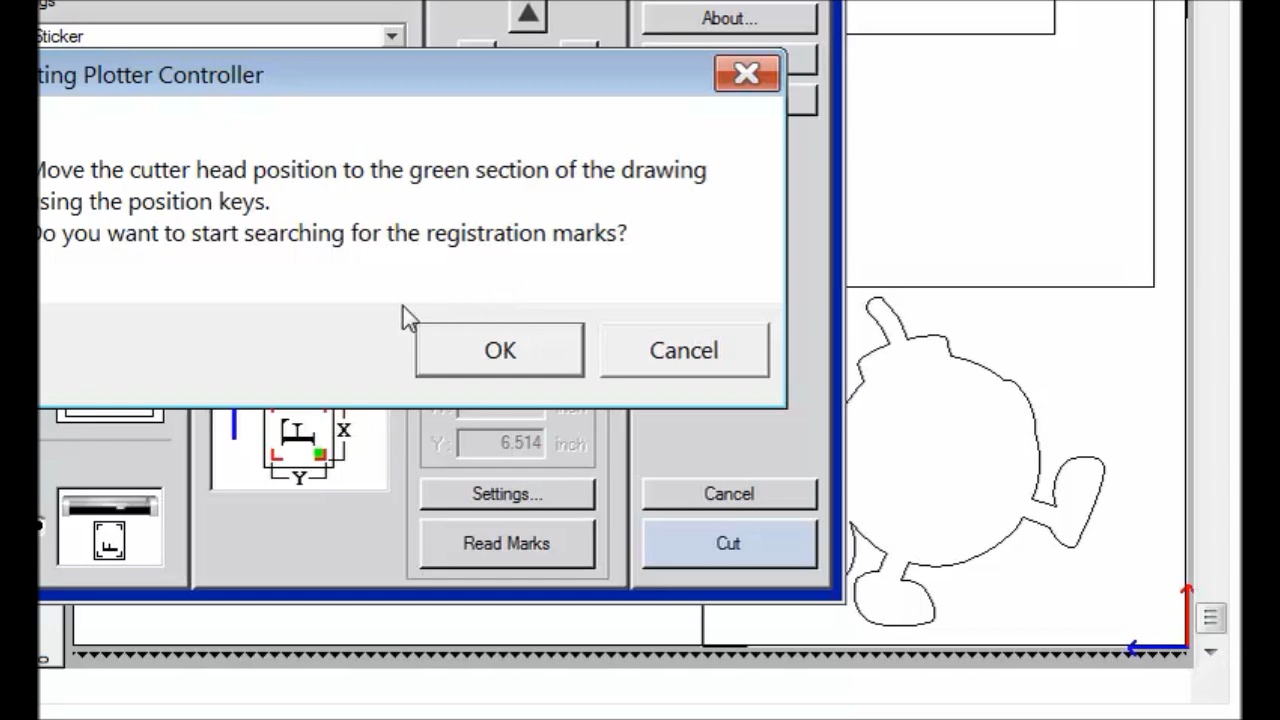 gs
Sticker
About...
ting Plotter Controller
Move the cutter head position to the green section of the drawing
sing the position keys.
Do you want to start searching for the registration marks?
OK
Cancel
X
Y
Y: 6.514 inch
Settings...
Cancel
Read Marks
Cut